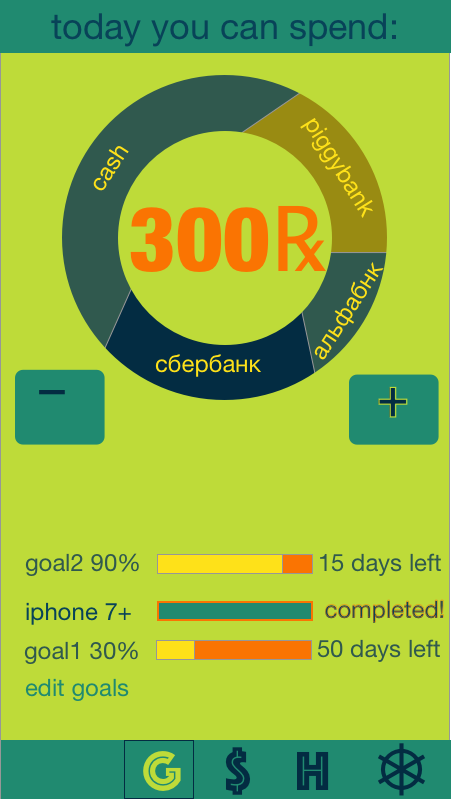 today you can spend:
cash
piggybank
300℞
альфабнк
сбербанк
− +
goal2 90% 15 days left
iphone 7+ completed!
goal1 30% 50 days left
edit goals
G $ H